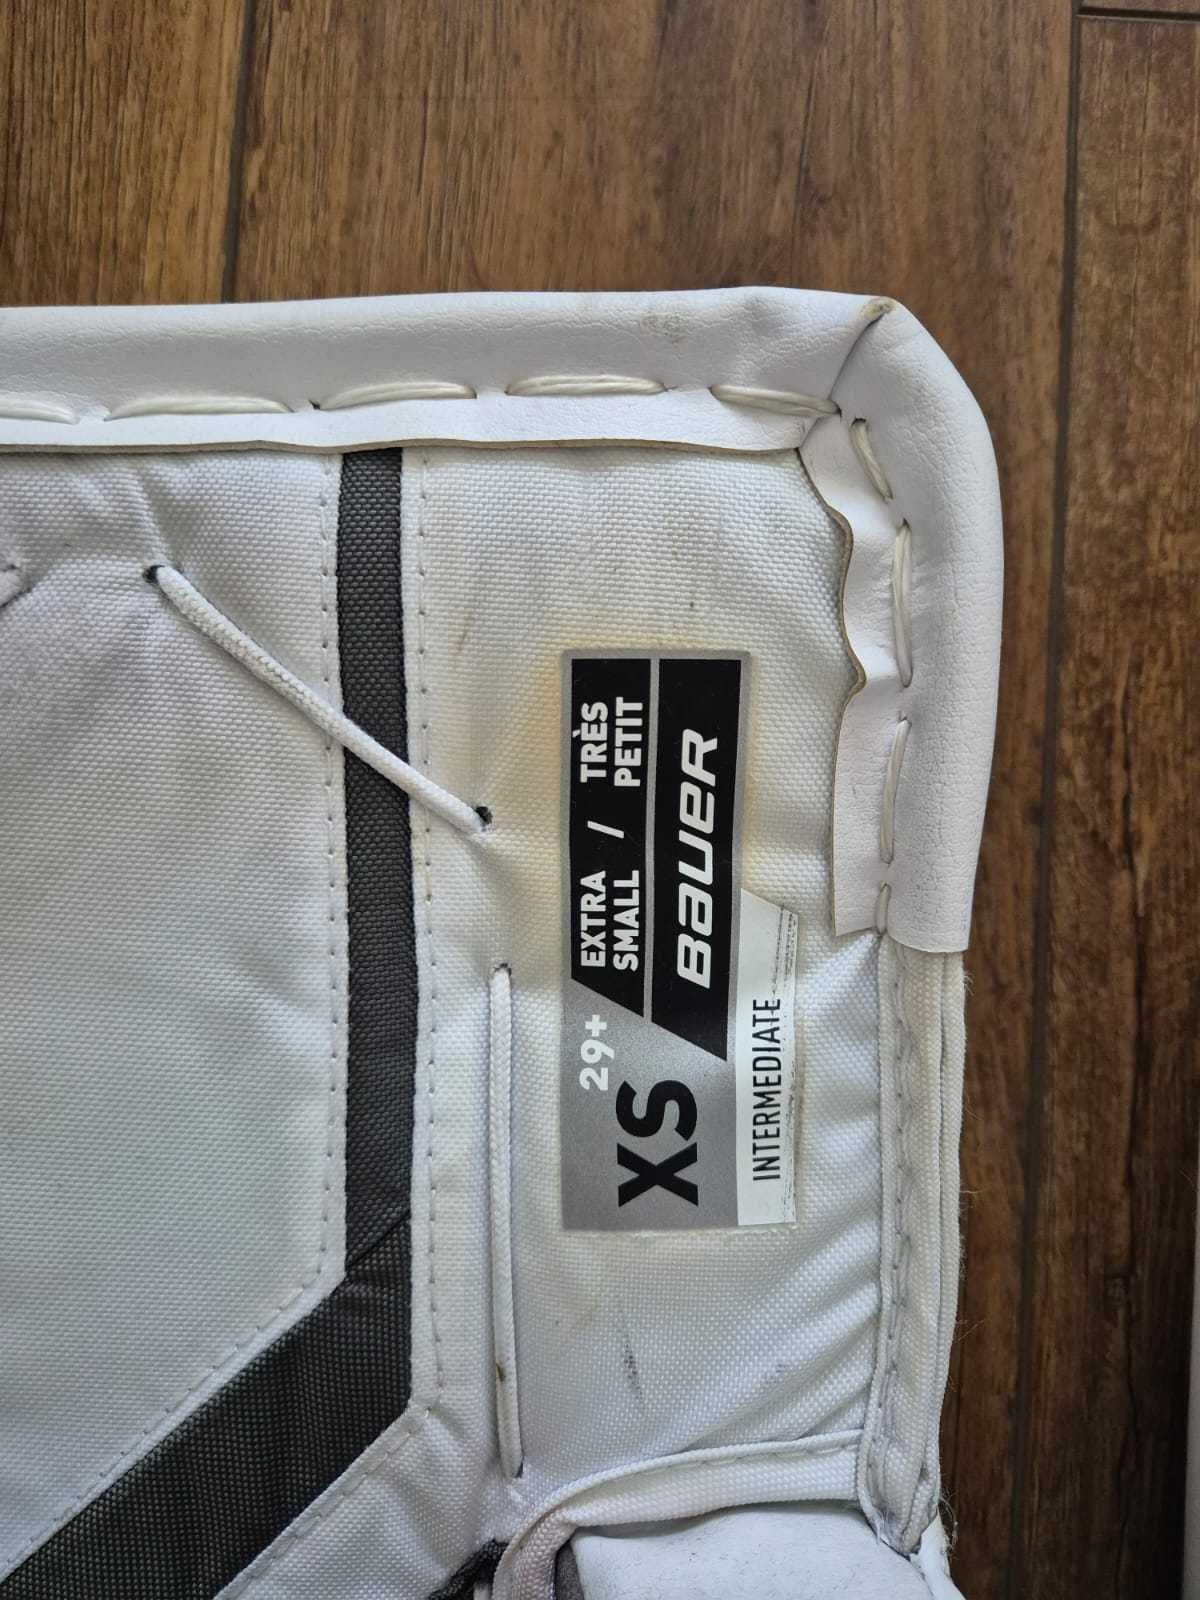 29+
XS
EXTRA / TRÈS
SMALL PETIT
BAUER
INTERMEDIATE